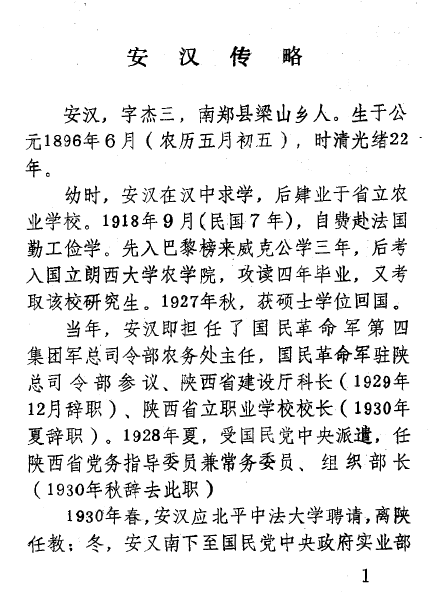 安汉传略
安汉，字杰三，南郑县梁山乡人。生于公
元1896年6月（农历五月初五），时清光绪22
年。
幼时，安汉在汉中求学，后肄业于省立农
业学校。1918年9月(民国7年)，自费赴法国
勤工俭学。先入巴黎榜来威克公学三年，后考
入国立朗西大学农学院，攻读四年毕业，又考
取该校研究生。1927年秋，获硕士学位回国。
当年，安汉即担任了国民革命军第四
集团军总司令部农务处主任，国民革命军驻陕
总司令部参议、陕西省建设厅科长（1929年
12月辞职）、陕西省立职业学校校长（1930年
夏辞职）。1928年夏，受国民党中央派遣，任
陕西省党务指导委员兼常务委员、组织部长
（1930年秋辞去此职）
1930年春，安汉应北平中法大学聘请，离陕
任教；冬，安又南下至国民党中央政府实业部
1